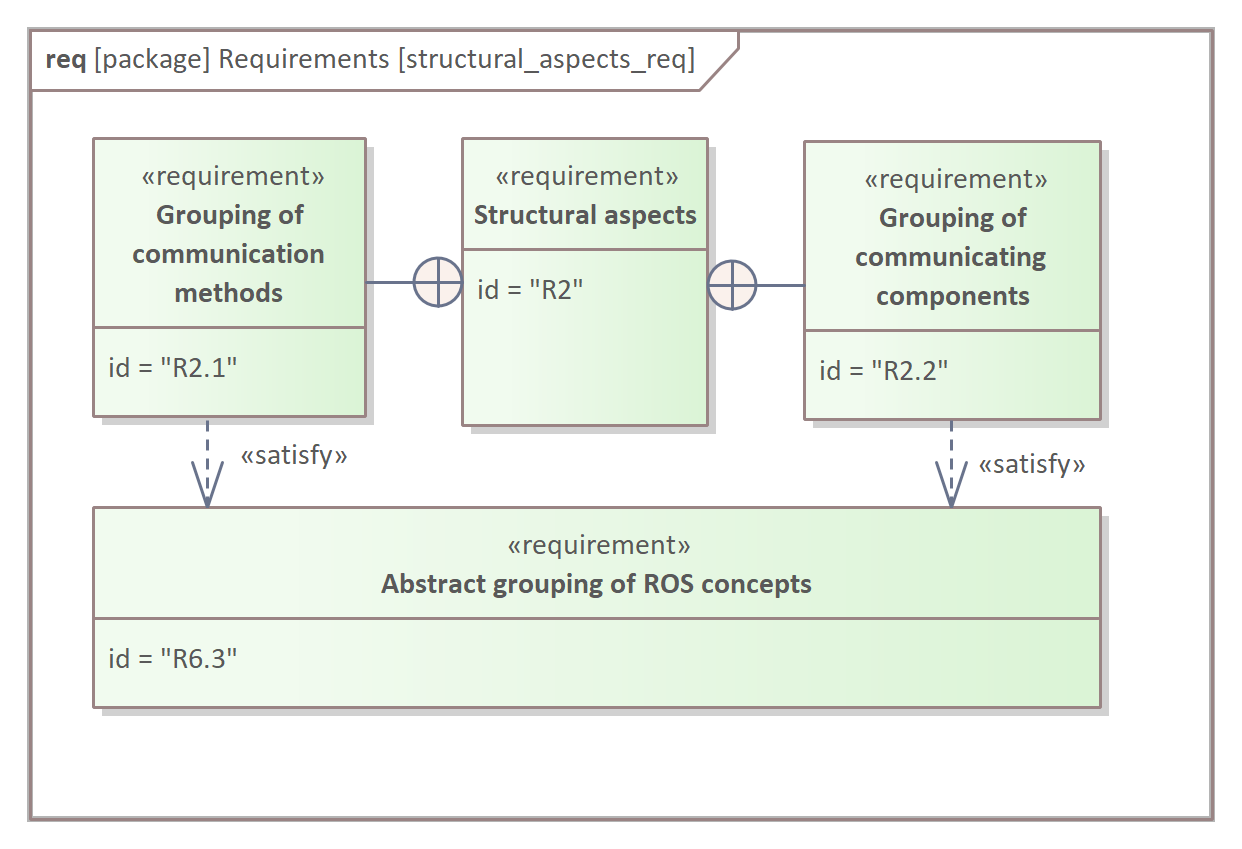 req [package] Requirements [structural_aspects_req]
«requirement»
Grouping of
communication
methods
id = "R2.1"
«requirement»
Structural aspects
id = "R2"
«requirement»
Grouping of
communicating
components
id = "R2.2"
«satisfy»
«satisfy»
«requirement»
Abstract grouping of ROS concepts
id = "R6.3"